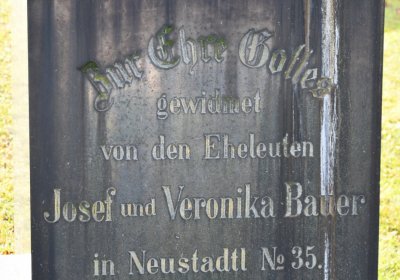 Zur Ehre Gottes
gewidmet
von den Eheleuten
Josef und Veronika Bauer
in Neustadtl № 35.